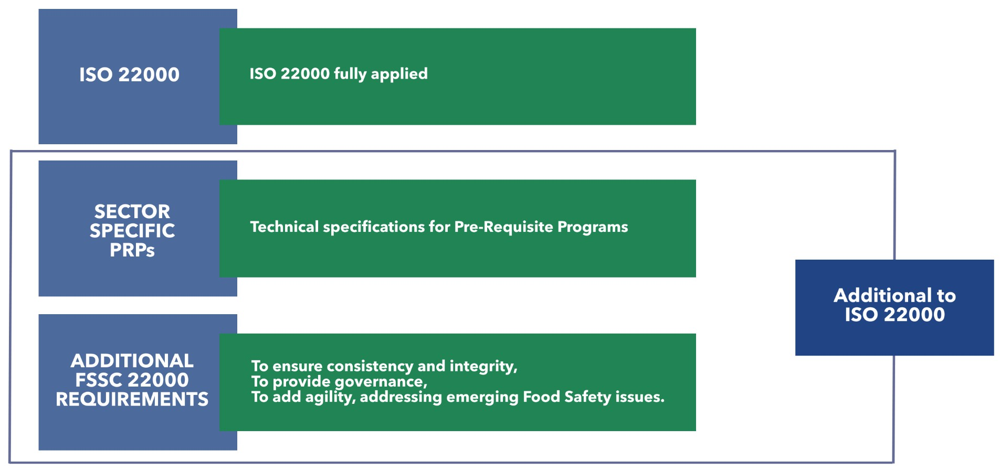 ISO 22000
ISO 22000 fully applied
SECTOR
SPECIFIC
PRPs
Technical specifications for Pre-Requisite Programs
ADDITIONAL
FSSC 22000
REQUIREMENTS
To ensure consistency and integrity,
To provide governance,
To add agility, addressing emerging Food Safety issues.
Additional to
ISO 22000